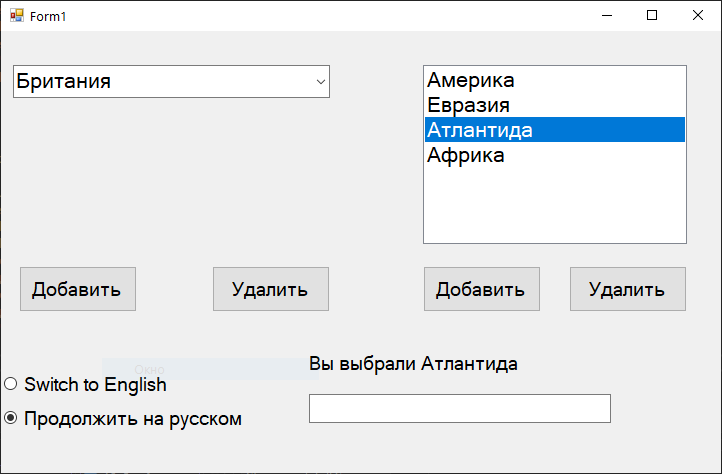 Form1
Британия
Америка
Евразия
Атлантида
Африка
Добавить
Удалить
Добавить
Удалить
Окно
Вы выбрали Атлантида
Switch to English
Продолжить на русском